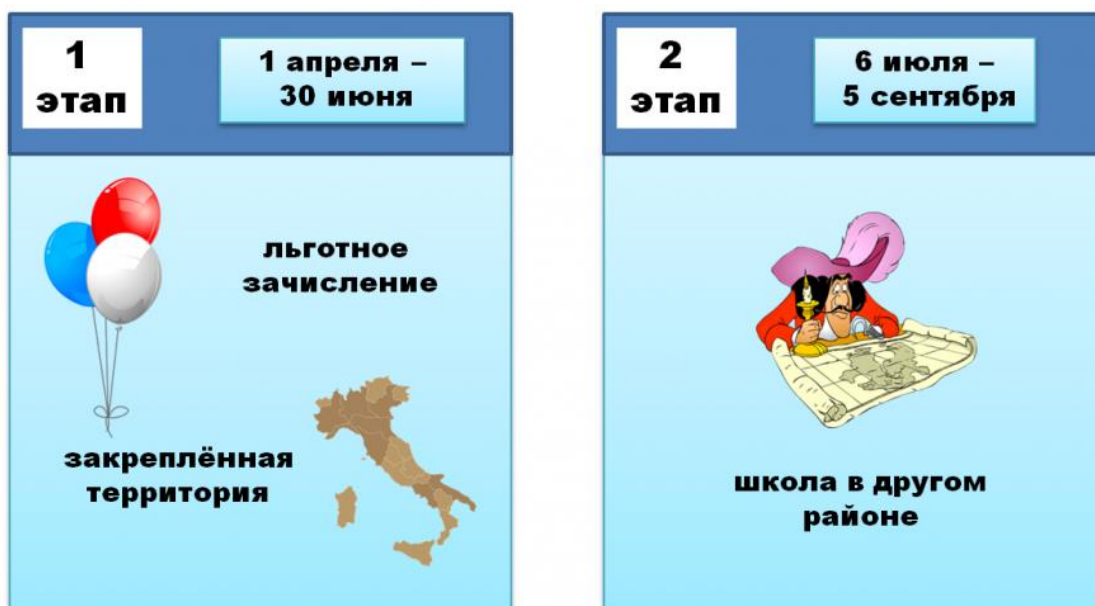 1
этап
1 апреля –
30 июня
льготное
зачисление
закреплённая
территория
2
этап
6 июля –
5 сентября
школа в другом
районе